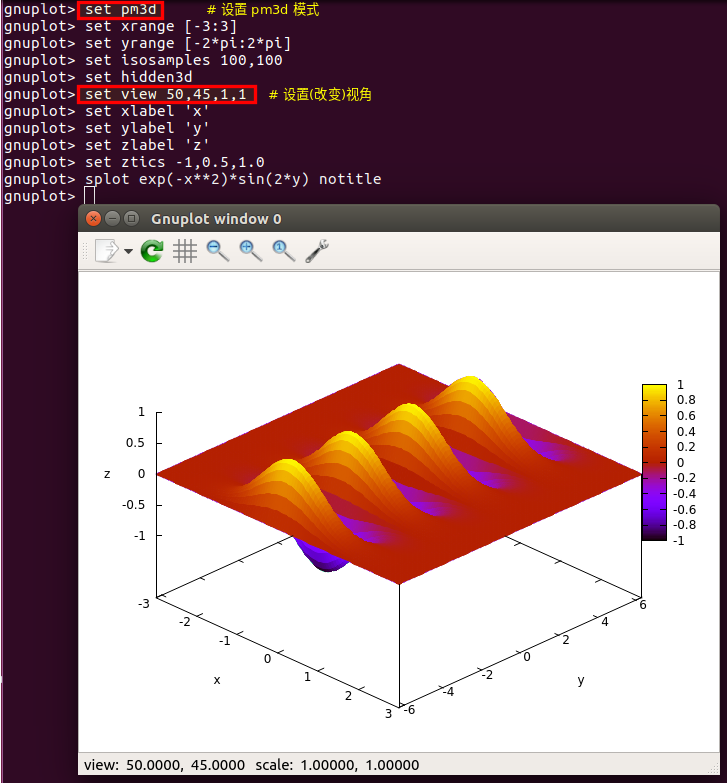 gnuplot> set pm3d # 设置 pm3d 模式
gnuplot> set xrange [-3:3]
gnuplot> set yrange [-2*pi:2*pi]
gnuplot> set isosamples 100,100
gnuplot> set hidden3d
gnuplot> set view 50,45,1,1 # 设置(改变)视角
gnuplot> set xlabel 'x'
gnuplot> set ylabel 'y'
gnuplot> set zlabel 'z'
gnuplot> set ztics -1,0.5,1.0
gnuplot> splot exp(-x**2)*sin(2*y) notitle
gnuplot>
Gnuplot window 0
1
0.5
0
-0.5
-1
z
1
0.8
0.6
0.4
0.2
0
-0.2
-0.4
-0.6
-0.8
-1
-3
-2
-1
0
1
2
3
x
-6
-4
-2
0
2
4
6
y
view: 50.0000, 45.0000 scale: 1.00000, 1.00000